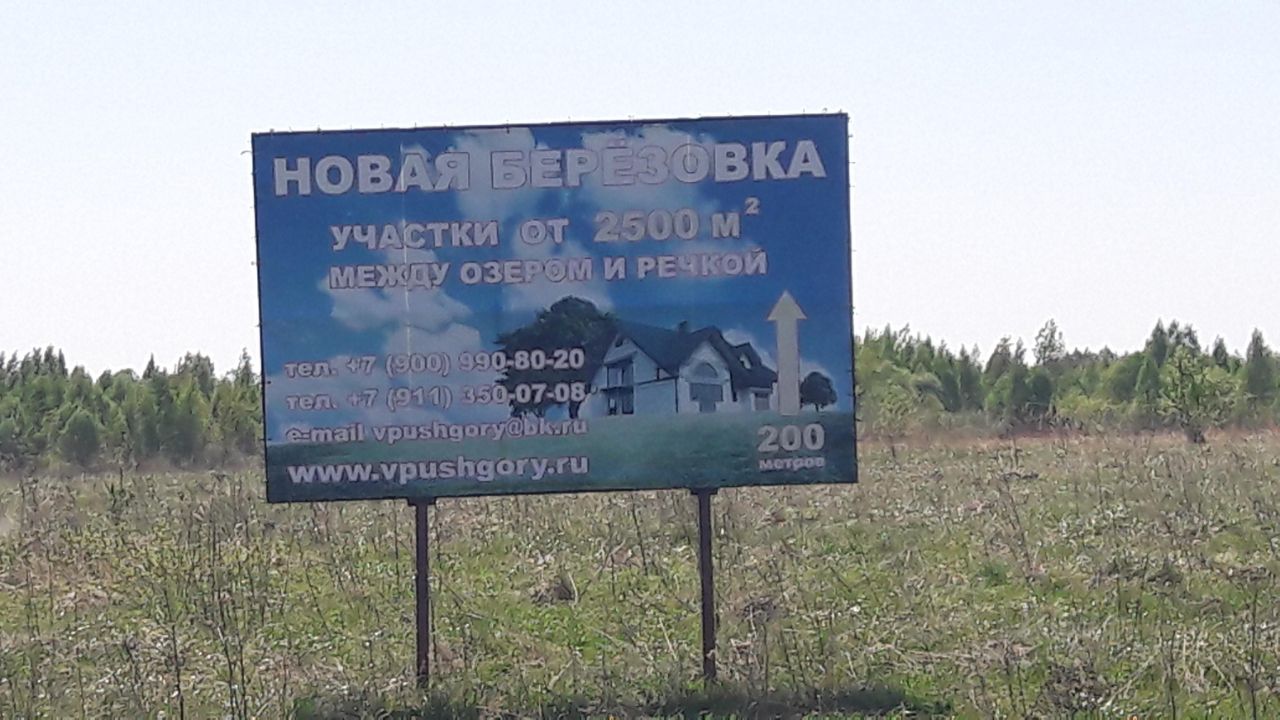 НОВАЯ БЕРЁЗОВКА
УЧАСТКИ ОТ 2500 М²
МЕЖДУ ОЗЕРОМ И РЕЧКОЙ
тел. +7 (900) 990-80-20
тел. +7 (911) 350-07-08
e-mail vpushgory@bk.ru
www.vpushgory.ru
200
метров